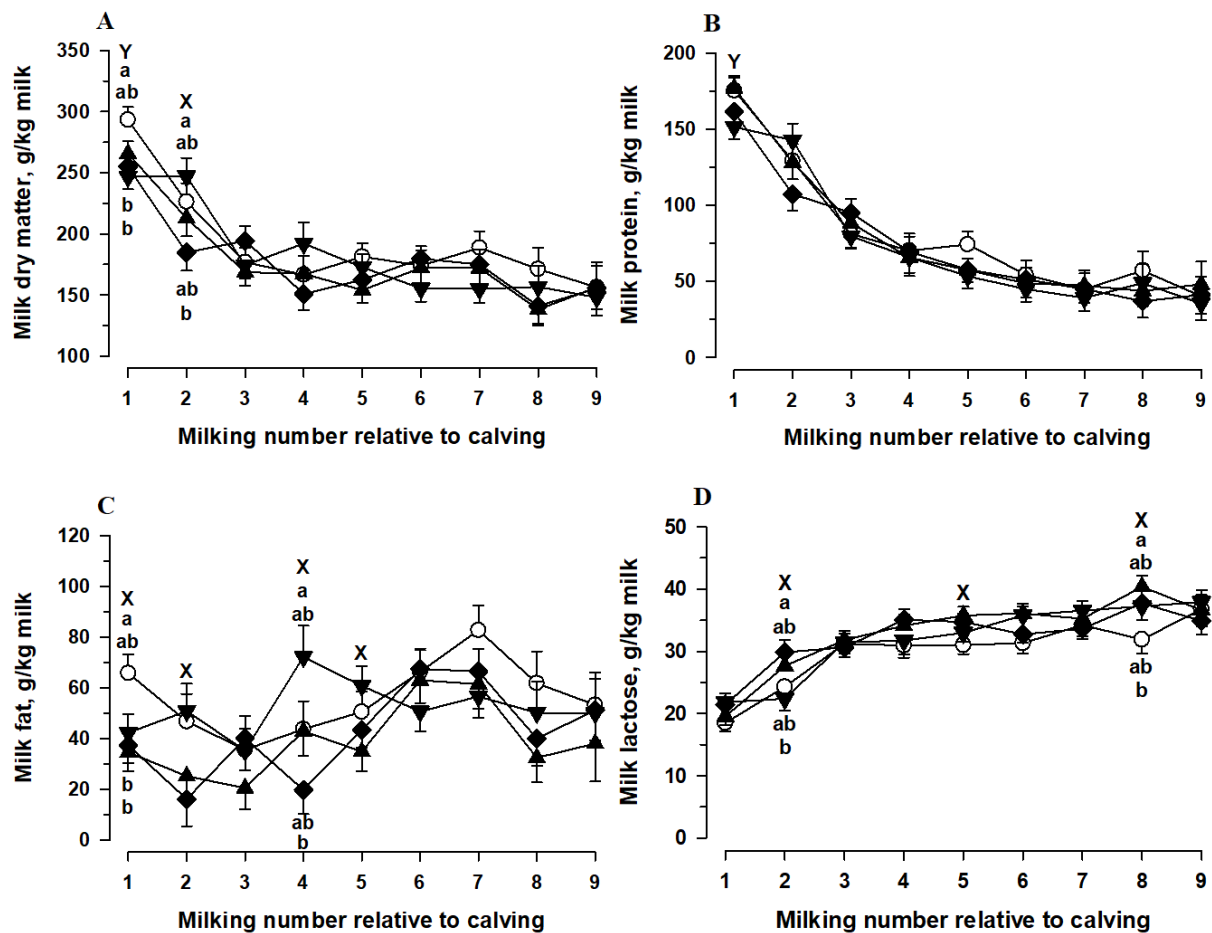 A
Milk dry matter, g/kg milk
350
300
250
200
150
100
Y
a
ab
b
b
X
a
ab
ab
b
1 2 3 4 5 6 7 8 9
Milking number relative to calving
B
Milk protein, g/kg milk
200
150
100
50
0
Y
1 2 3 4 5 6 7 8 9
Milking number relative to calving
C
Milk fat, g/kg milk
120
100
80
60
40
20
0
X
a
ab
b
b
X
X
a
ab
ab
b
X
1 2 3 4 5 6 7 8 9
Milking number relative to calving
D
Milk lactose, g/kg milk
50
40
30
20
10
0
X
a
ab
ab
b
X
X
a
ab
ab
b
1 2 3 4 5 6 7 8 9
Milking number relative to calving